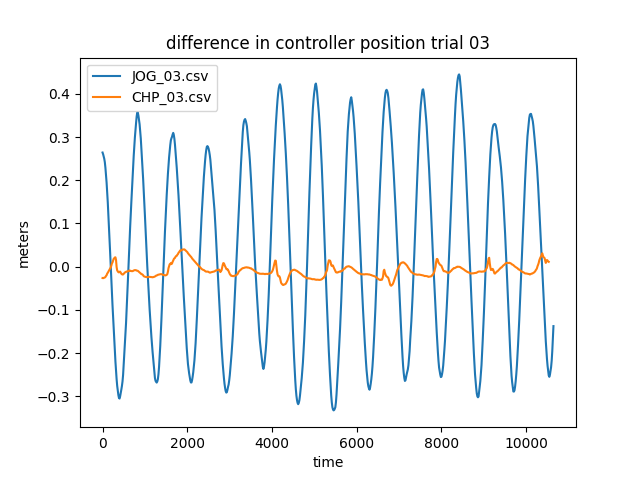 difference in controller position trial 03
JOG_03.csv
CHP_03.csv
meters
0.4
0.3
0.2
0.1
0.0
−0.1
−0.2
−0.3
0 2000 4000 6000 8000 10000
time